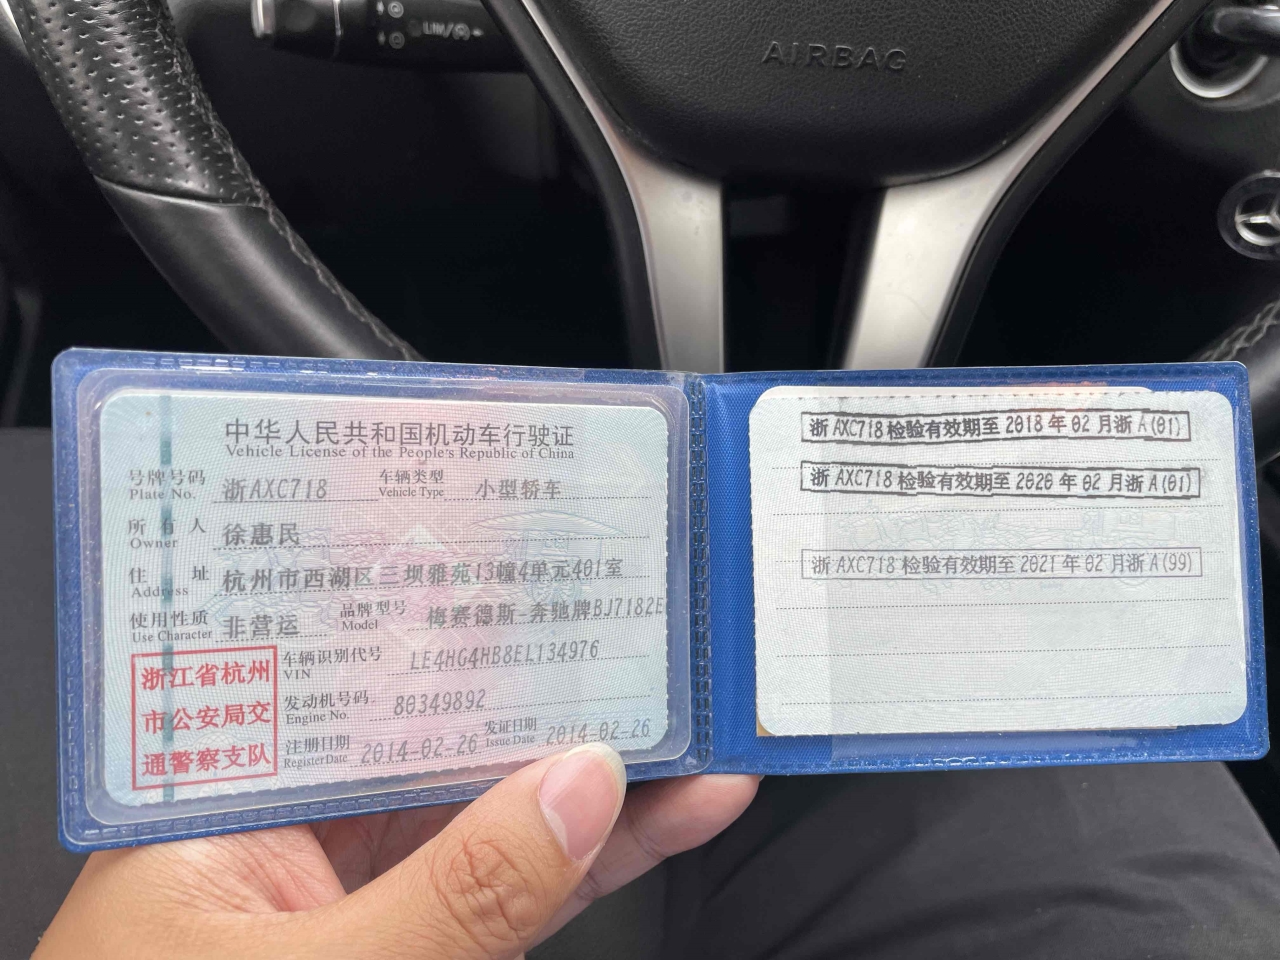 AIRBAG
中华人民共和国机动车行驶证
Vehicle License of the People's Republic of China
号牌号码 浙AXC718 车辆类型 小型轿车
Plate No. Vehicle Type
所有人 徐惠民
Owner
住址 杭州市西湖区三坝雅苑13幢4单元401室
Address
使用性质 非营运 品牌型号 梅赛德斯-奔驰牌BJ7182E
Use Character Model
浙江省杭州
市公安局交
通警察支队
车辆识别代号 LE4HG4HB8EL134976
VIN
发动机号码 80349892
Engine No.
注册日期 2014-02-26 发证日期 2014-02-26
Register Date Issue Date
浙AXC718检验有效期至2018年02月浙A(01)
浙AXC718检验有效期至2020年02月浙A(01)
浙AXC718检验有效期至2021年02月浙A(99)